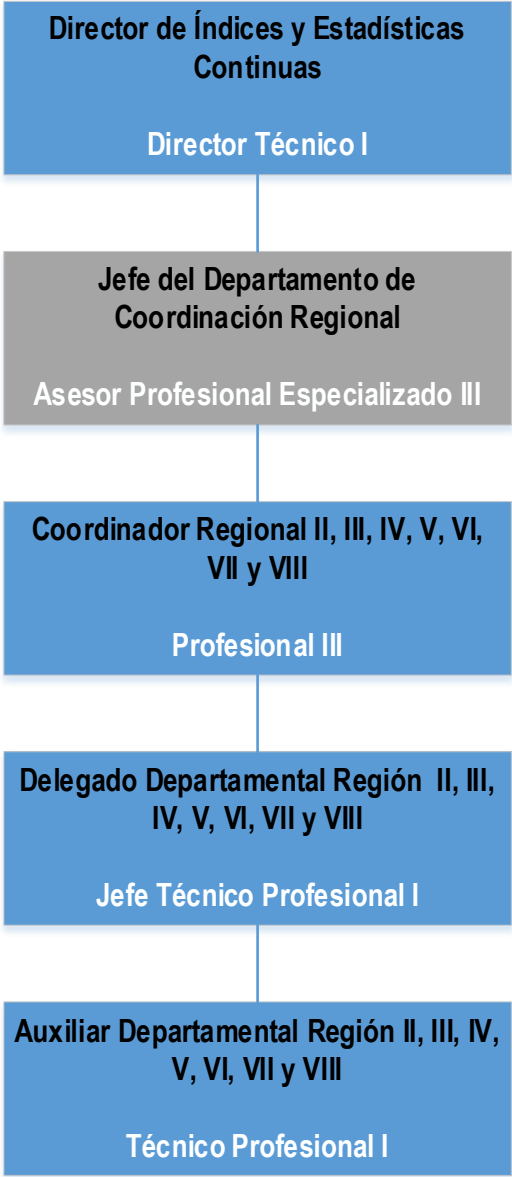 Director de Índices y Estadísticas
Continuas
Director Técnico I
Jefe del Departamento de
Coordinación Regional
Asesor Profesional Especializado III
Coordinador Regional II, III, IV, V, VI,
VII y VIII
Profesional III
Delegado Departamental Región II, III,
IV, V, VI, VII y VIII
Jefe Técnico Profesional I
Auxiliar Departamental Región II, III, IV,
V, VI, VII y VIII
Técnico Profesional I